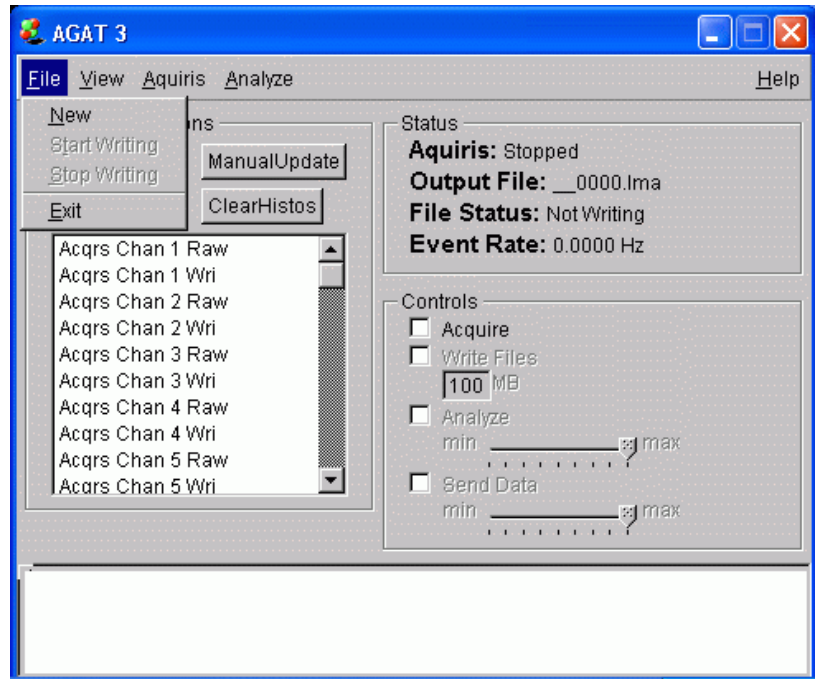 AGAT 3
File View Aquiris Analyze Help
New
Start Writing
Stop Writing
Exit
ns
ManualUpdate
ClearHistos
Acqrs Chan 1 Raw
Acqrs Chan 1 Wri
Acqrs Chan 2 Raw
Acqrs Chan 2 Wri
Acqrs Chan 3 Raw
Acqrs Chan 3 Wri
Acqrs Chan 4 Raw
Acqrs Chan 4 Wri
Acqrs Chan 5 Raw
Acqrs Chan 5 Wri
Status
Aquiris: Stopped
Output File: __0000.lma
File Status: Not Writing
Event Rate: 0.0000 Hz
Controls
Acquire
Write Files
100 MB
Analyze
min max
Send Data
min max